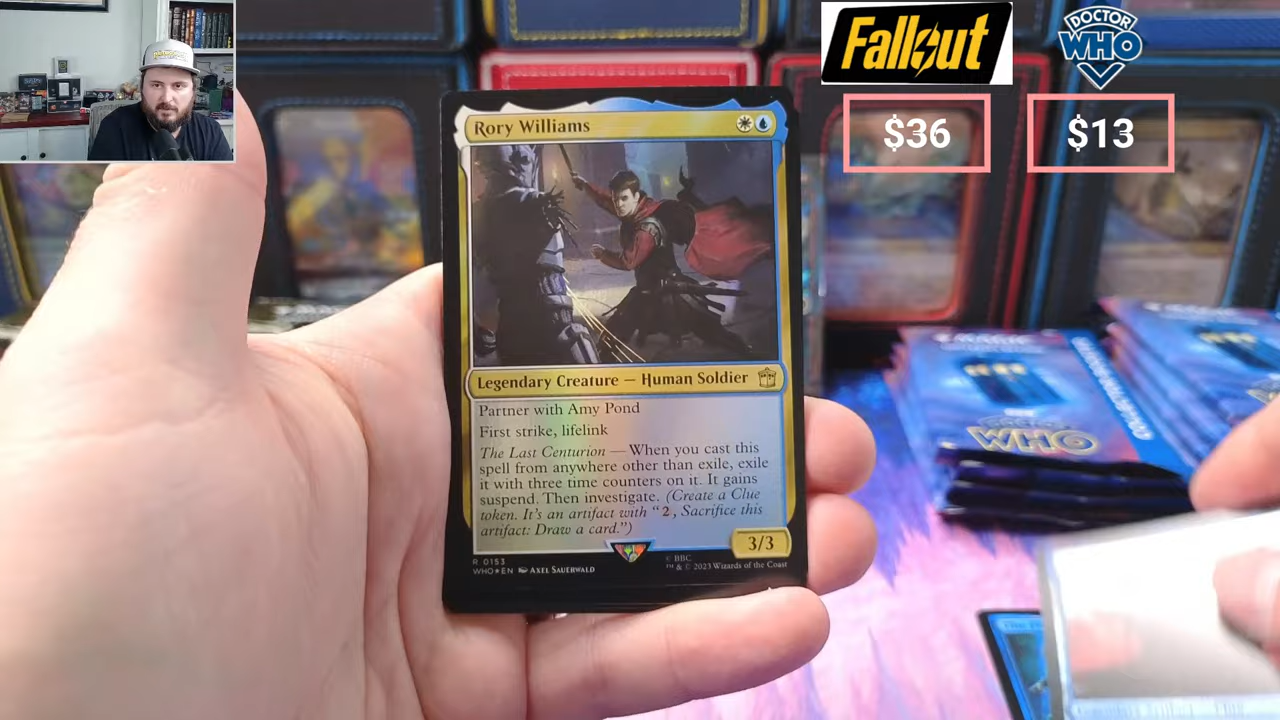 Fallout
DOCTOR
WHO
$36
$13
Rory Williams
Legendary Creature — Human Soldier
Partner with Amy Pond
First strike, lifelink
The Last Centurion — When you cast this
spell from anywhere other than exile, exile
it with three time counters on it. It gains
suspend. Then investigate. (Create a Clue
token. It's an artifact with "2, Sacrifice this
artifact: Draw a card.")
3/3
R 0153
WHO★EN AXEL SAUERWALD
© BBC
™ & © 2023 Wizards of the Coast
WHO